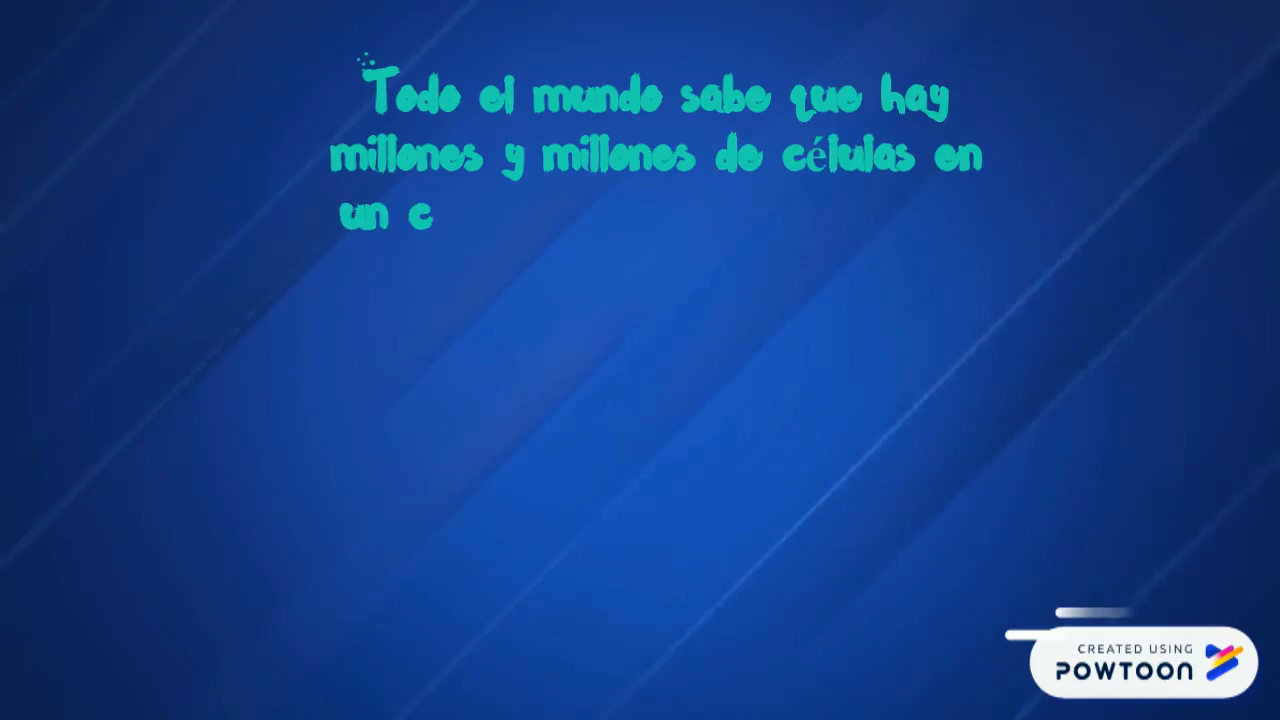 Todo el mundo sabe que hay
millones y millones de células en
un c
CREATED USING
POWTOON